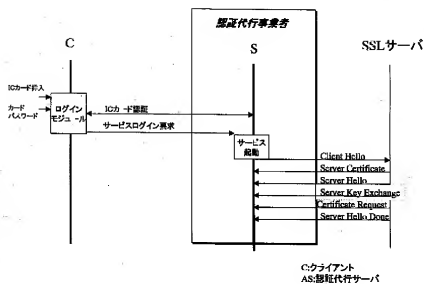 認証代行事業者
C
S
SSLサーバ
ICカード挿入
カード
パスワード
ログイン
モジュール
ICカード認証
サービスログイン要求
サービス
起動
Client Hello
Server Certificate
Server Hello
Server Key Exchange
Certificate Request
Server Hello Done
C:クライアント
AS:認証代行サーバ